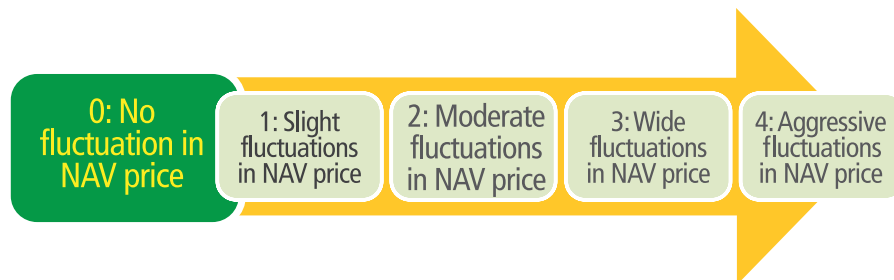 0: No
fluctuation in
NAV price
1: Slight
fluctuations
in NAV price
2: Moderate
fluctuations
in NAV price
3: Wide
fluctuations
in NAV price
4: Aggressive
fluctuations
in NAV price